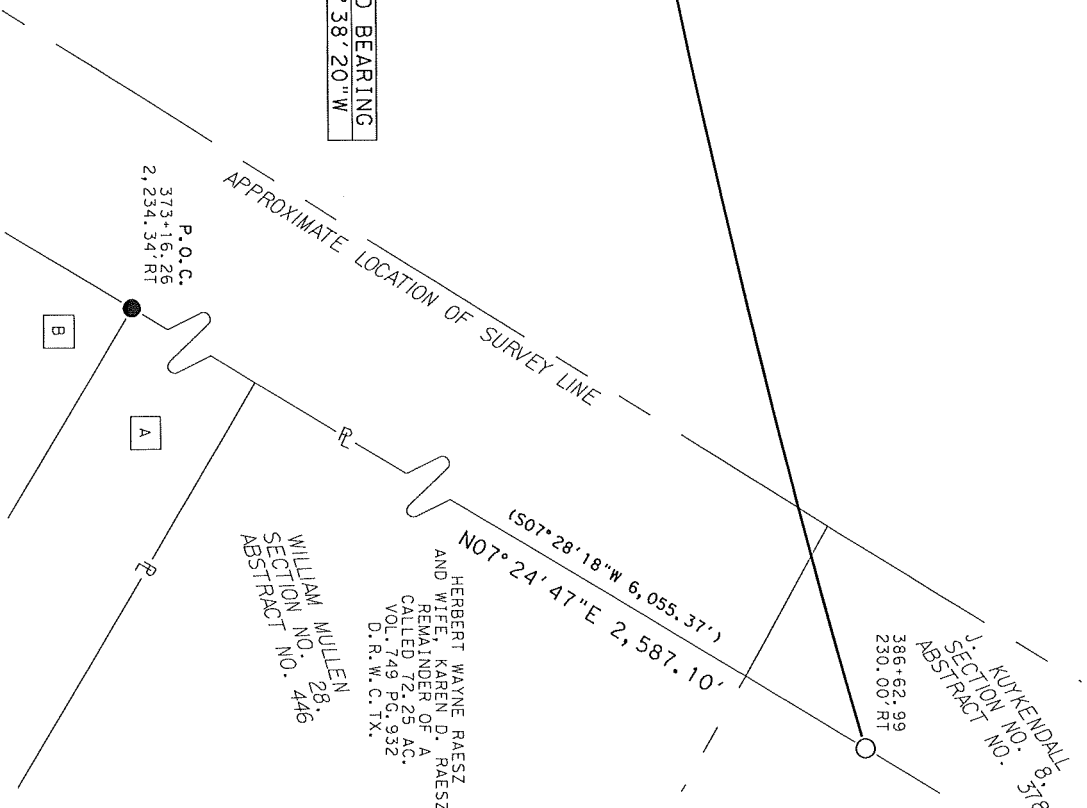 D BEARING
°38'20"W
APPROXIMATE LOCATION OF SURVEY LINE
P.O.C.
373+16.26
2,234.34' RT
B
A
PL
PL
(S07°28'18"W 6,055.37')
N07°24'47"E 2,587.10'
HERBERT WAYNE RAESZ
AND WIFE, KAREN D. RAESZ
REMAINDER OF A
CALLED 72.25 AC.
VOL. 749 PG. 932
D.R.W.C.TX.
WILLIAM MULLEN
SECTION NO. 28,
ABSTRACT NO. 446
386+62.99
230.00' RT
J. KUYKENDALL
SECTION NO. 8,
ABSTRACT NO. 378